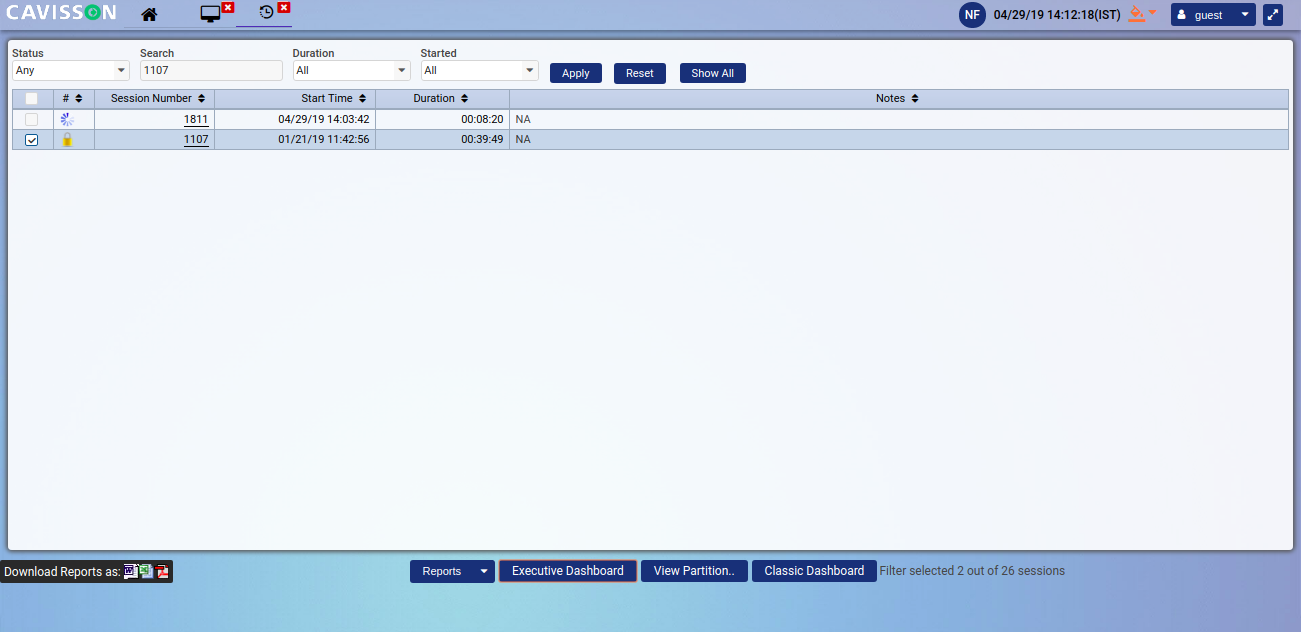 CAVISSON
NF 04/29/19 14:12:18(IST) guest
Status Search Duration Started
Any 1107 All All Apply Reset Show All
# Session Number Start Time Duration Notes
1811 04/29/19 14:03:42 00:08:20 NA
1107 01/21/19 11:42:56 00:39:49 NA
Download Reports as: Reports Executive Dashboard View Partition.. Classic Dashboard Filter selected 2 out of 26 sessions